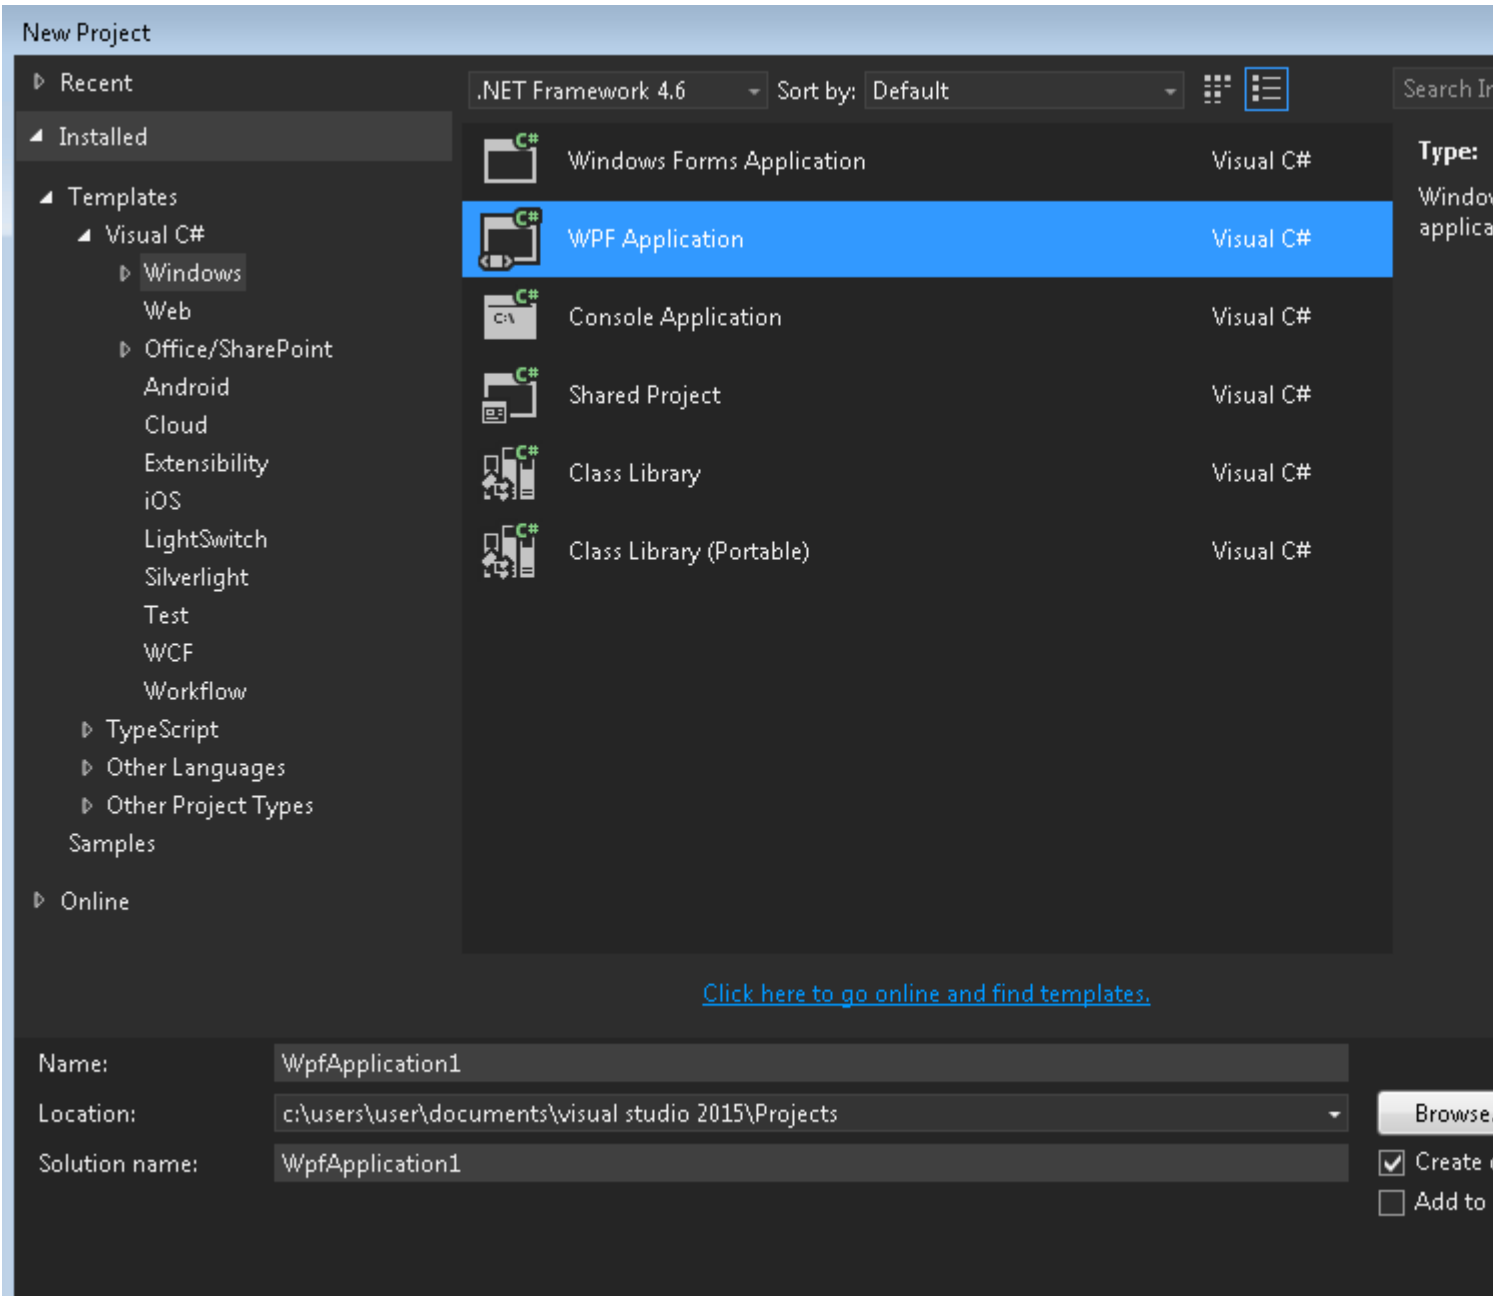 New Project
Recent
Installed
Templates
Visual C#
Windows
Web
Office/SharePoint
Android
Cloud
Extensibility
iOS
LightSwitch
Silverlight
Test
WCF
Workflow
TypeScript
Other Languages
Other Project Types
Samples
Online
.NET Framework 4.6 Sort by: Default
Search
C# Windows Forms Application Visual C#
C# WPF Application Visual C#
C# C:\ Console Application Visual C#
C# Shared Project Visual C#
C# Class Library Visual C#
C# Class Library (Portable) Visual C#
Click here to go online and find templates.
Type:
Name: WpfApplication1
Location: c:\users\user\documents\visual studio 2015\Projects
Browse.
Solution name: WpfApplication1
Create
Add to